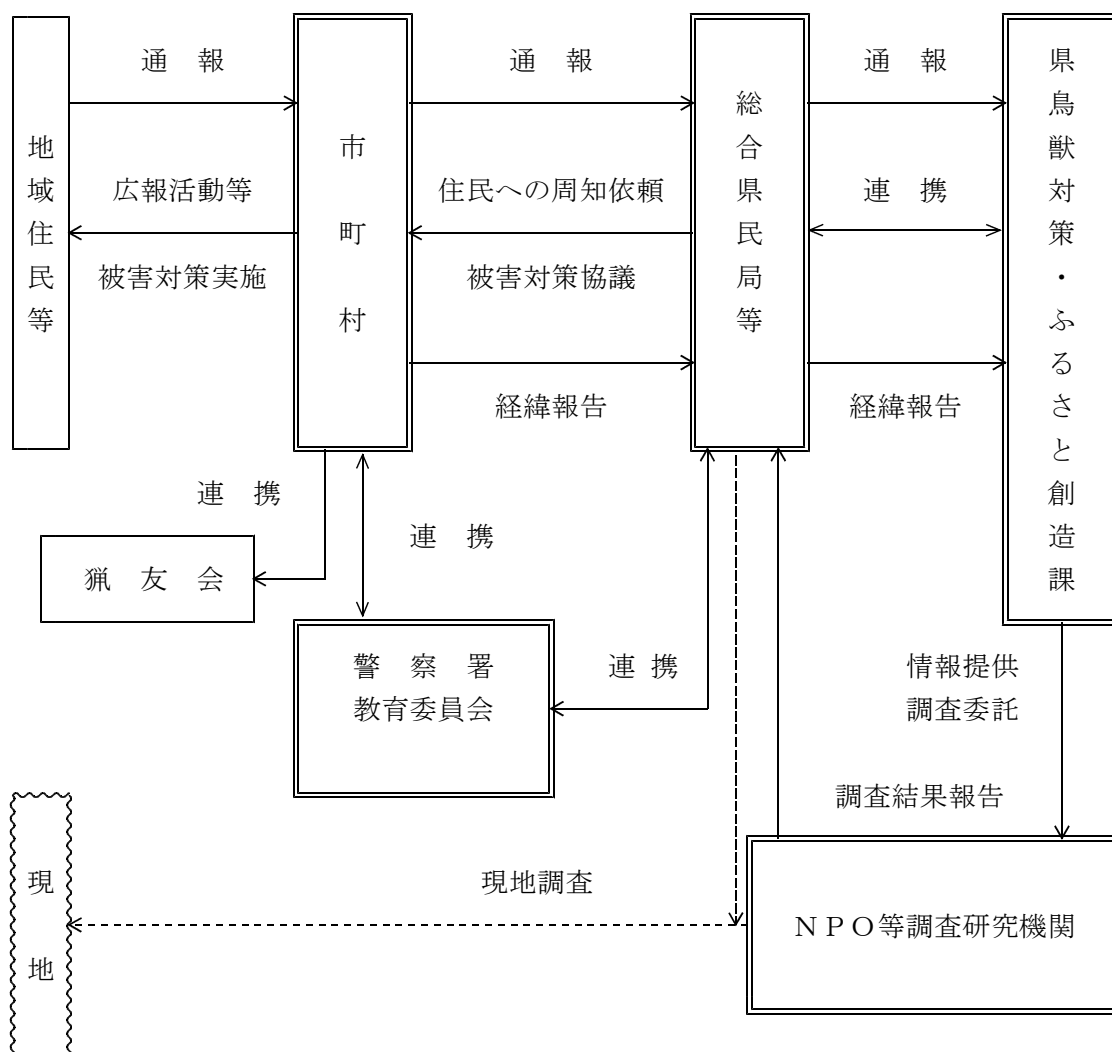 通　報
通　報
通　報
地域住民等
市町村
総合県民局等
県鳥獣対策・ふるさと創造課
広報活動等
住民への周知依頼
連　携
被害対策実施
被害対策協議
経緯報告
経緯報告
連　携
連　携
猟　友　会
警　察　署
教育委員会
連 携
情報提供
調査委託
調査結果報告
現地
現地調査
ＮＰＯ等調査研究機関